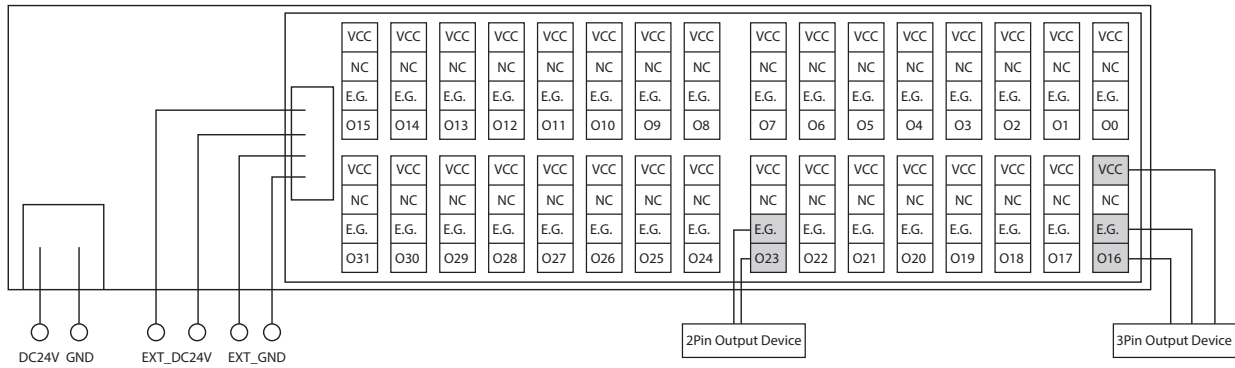 VCC VCC VCC VCC VCC VCC VCC VCC VCC VCC VCC VCC VCC VCC VCC VCC
NC NC NC NC NC NC NC NC NC NC NC NC NC NC NC NC
E.G. E.G. E.G. E.G. E.G. E.G. E.G. E.G. E.G. E.G. E.G. E.G. E.G. E.G. E.G. E.G.
O15 O14 O13 O12 O11 O10 O9 O8 O7 O6 O5 O4 O3 O2 O1 O0
VCC VCC VCC VCC VCC VCC VCC VCC VCC VCC VCC VCC VCC VCC VCC VCC
NC NC NC NC NC NC NC NC NC NC NC NC NC NC NC NC
E.G. E.G. E.G. E.G. E.G. E.G. E.G. E.G. E.G. E.G. E.G. E.G. E.G. E.G. E.G. E.G.
O31 O30 O29 O28 O27 O26 O25 O24 O23 O22 O21 O20 O19 O18 O17 O16
2Pin Output Device 3Pin Output Device
DC24V GND EXT_DC24V EXT_GND